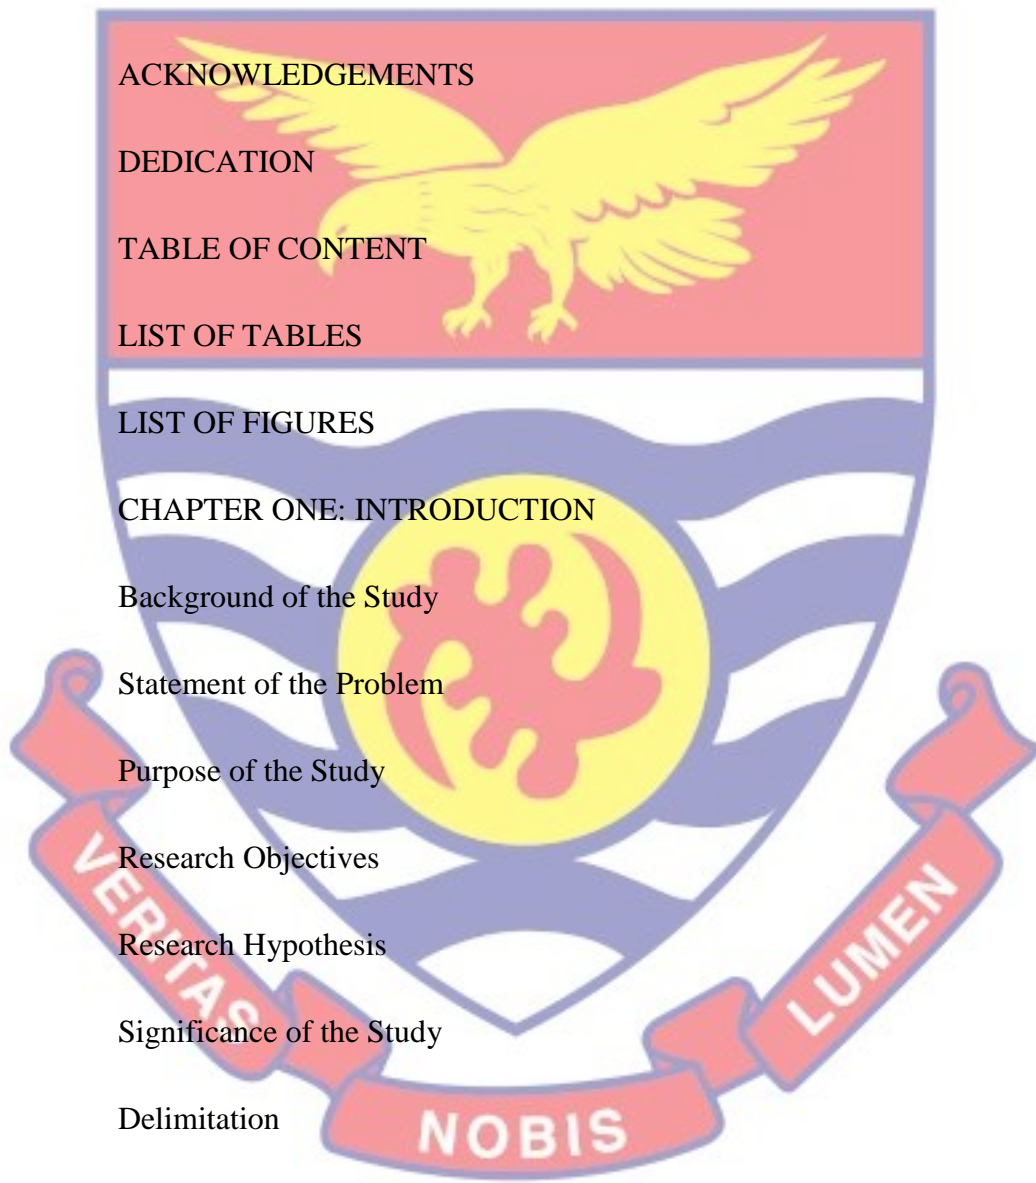 ACKNOWLEDGEMENTS
DEDICATION
TABLE OF CONTENT
LIST OF TABLES
LIST OF FIGURES
CHAPTER ONE: INTRODUCTION
Background of the Study
Statement of the Problem
Purpose of the Study
Research Objectives
Research Hypothesis
Significance of the Study
Delimitation
VERITAS
NOBIS
LUMEN